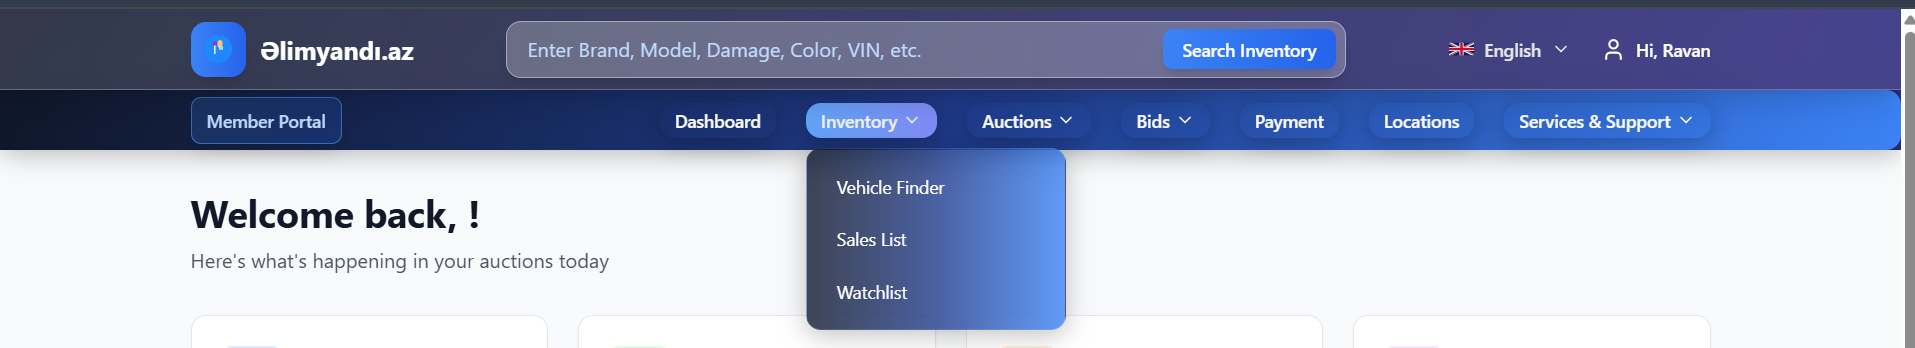 Əlimyandı.az
Enter Brand, Model, Damage, Color, VIN, etc.
Search Inventory
English
Hi, Ravan
Member Portal
Dashboard
Inventory
Auctions
Bids
Payment
Locations
Services & Support
Vehicle Finder
Sales List
Watchlist
Welcome back, !
Here's what's happening in your auctions today